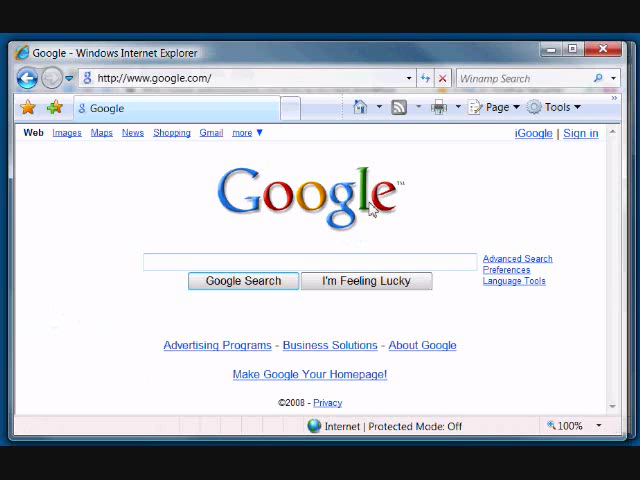 Google - Windows Internet Explorer
http://www.google.com/
Winamp Search
Google
Page
Tools
Web Images Maps News Shopping Gmail more ▼
iGoogle | Sign in
Google™
Advanced Search
Preferences
Language Tools
Google Search
I'm Feeling Lucky
Advertising Programs - Business Solutions - About Google
Make Google Your Homepage!
©2008 - Privacy
Internet | Protected Mode: Off
100%